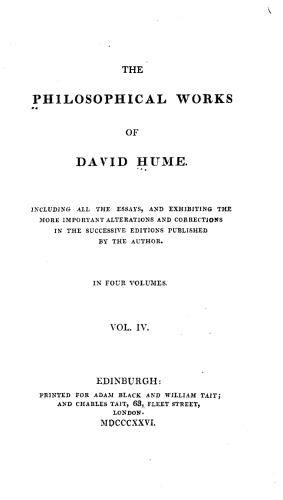 THE
PHILOSOPHICAL WORKS
OF
DAVID HUME.
INCLUDING ALL THE ESSAYS, AND EXHIBITING THE
MORE IMPORTANT ALTERATIONS AND CORRECTIONS
IN THE SUCCESSIVE EDITIONS PUBLISHED
BY THE AUTHOR.
IN FOUR VOLUMES.
VOL. IV.
EDINBURGH:
PRINTED FOR ADAM BLACK AND WILLIAM TAIT;
AND CHARLES TAIT, 63, FLEET STREET,
LONDON.
MDCCCXXVI.